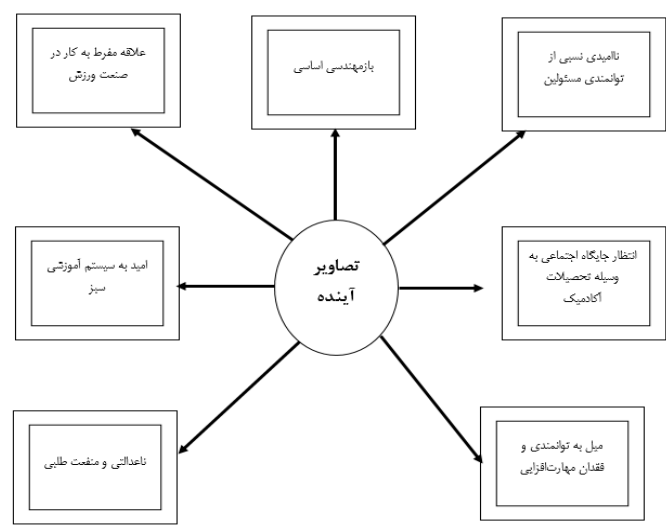 ناامیدی نسبی از
توانمندی مسئولین
بازمهندسی اساسی
علاقه مفرط به کار در
صنعت ورزش
انتظار جایگاه اجتماعی به
وسیله تحصیلات
آکادمیک
تصاویر
آینده
امید به سیستم آموزشی
سبز
میل به توانمندی و
فقدان مهارت‌افزایی
ناعدالتی و منفعت طلبی